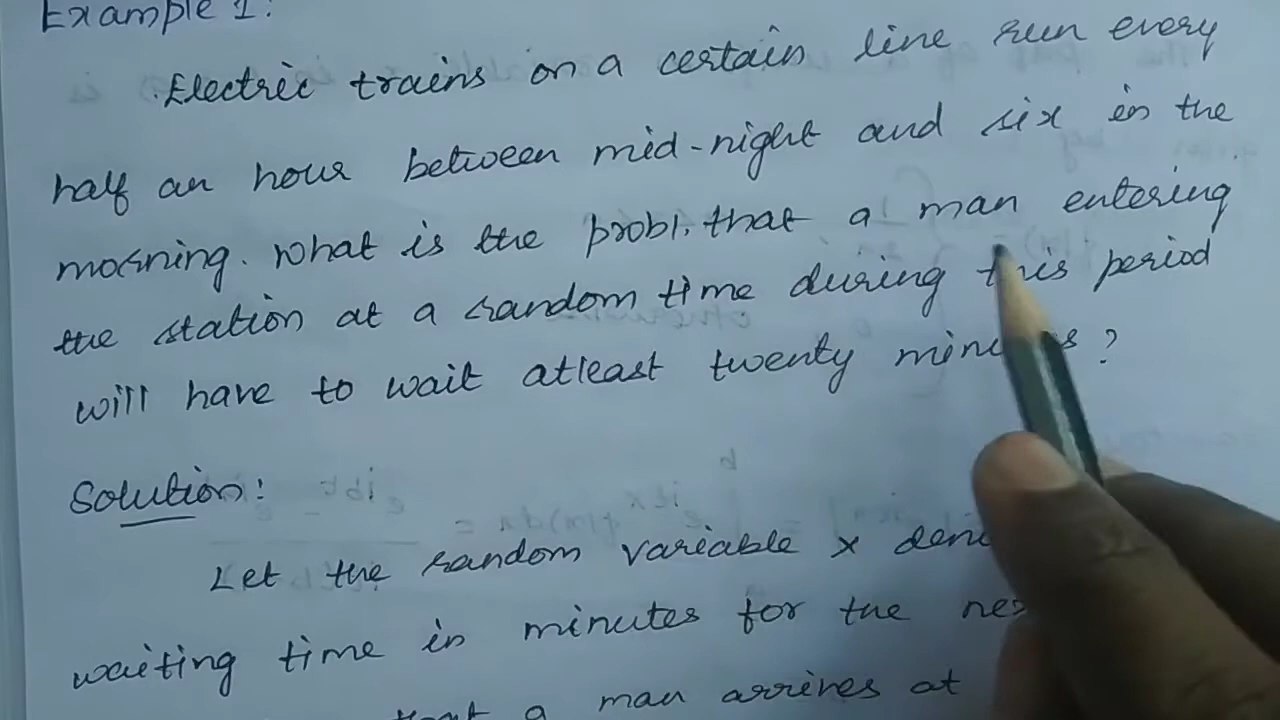 Example 1:
Electric trains on a certain line run every
half an hour between mid-night and six in the
morning. What is the probl. that a man entering
the station at a random time during this period
will have to wait atleast twenty minutes?
Solution:
Let the random variable x
waiting time in minutes for the
that a man arrives at